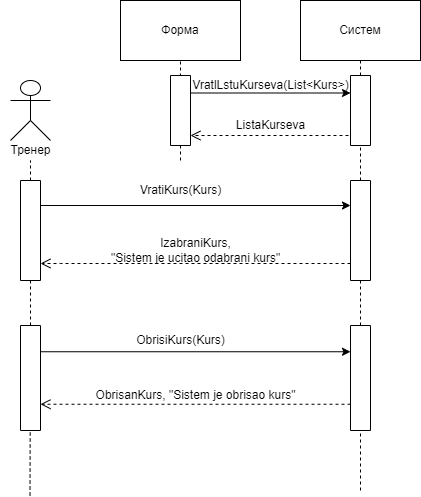 Форма
Систем
VratILstuKurseva(List<Kurs>)
ListaKurseva
Тренер
VratiKurs(Kurs)
IzabraniKurs,
"Sistem je ucitao odabrani kurs"
ObrisiKurs(Kurs)
ObrisanKurs, "Sistem je obrisao kurs"